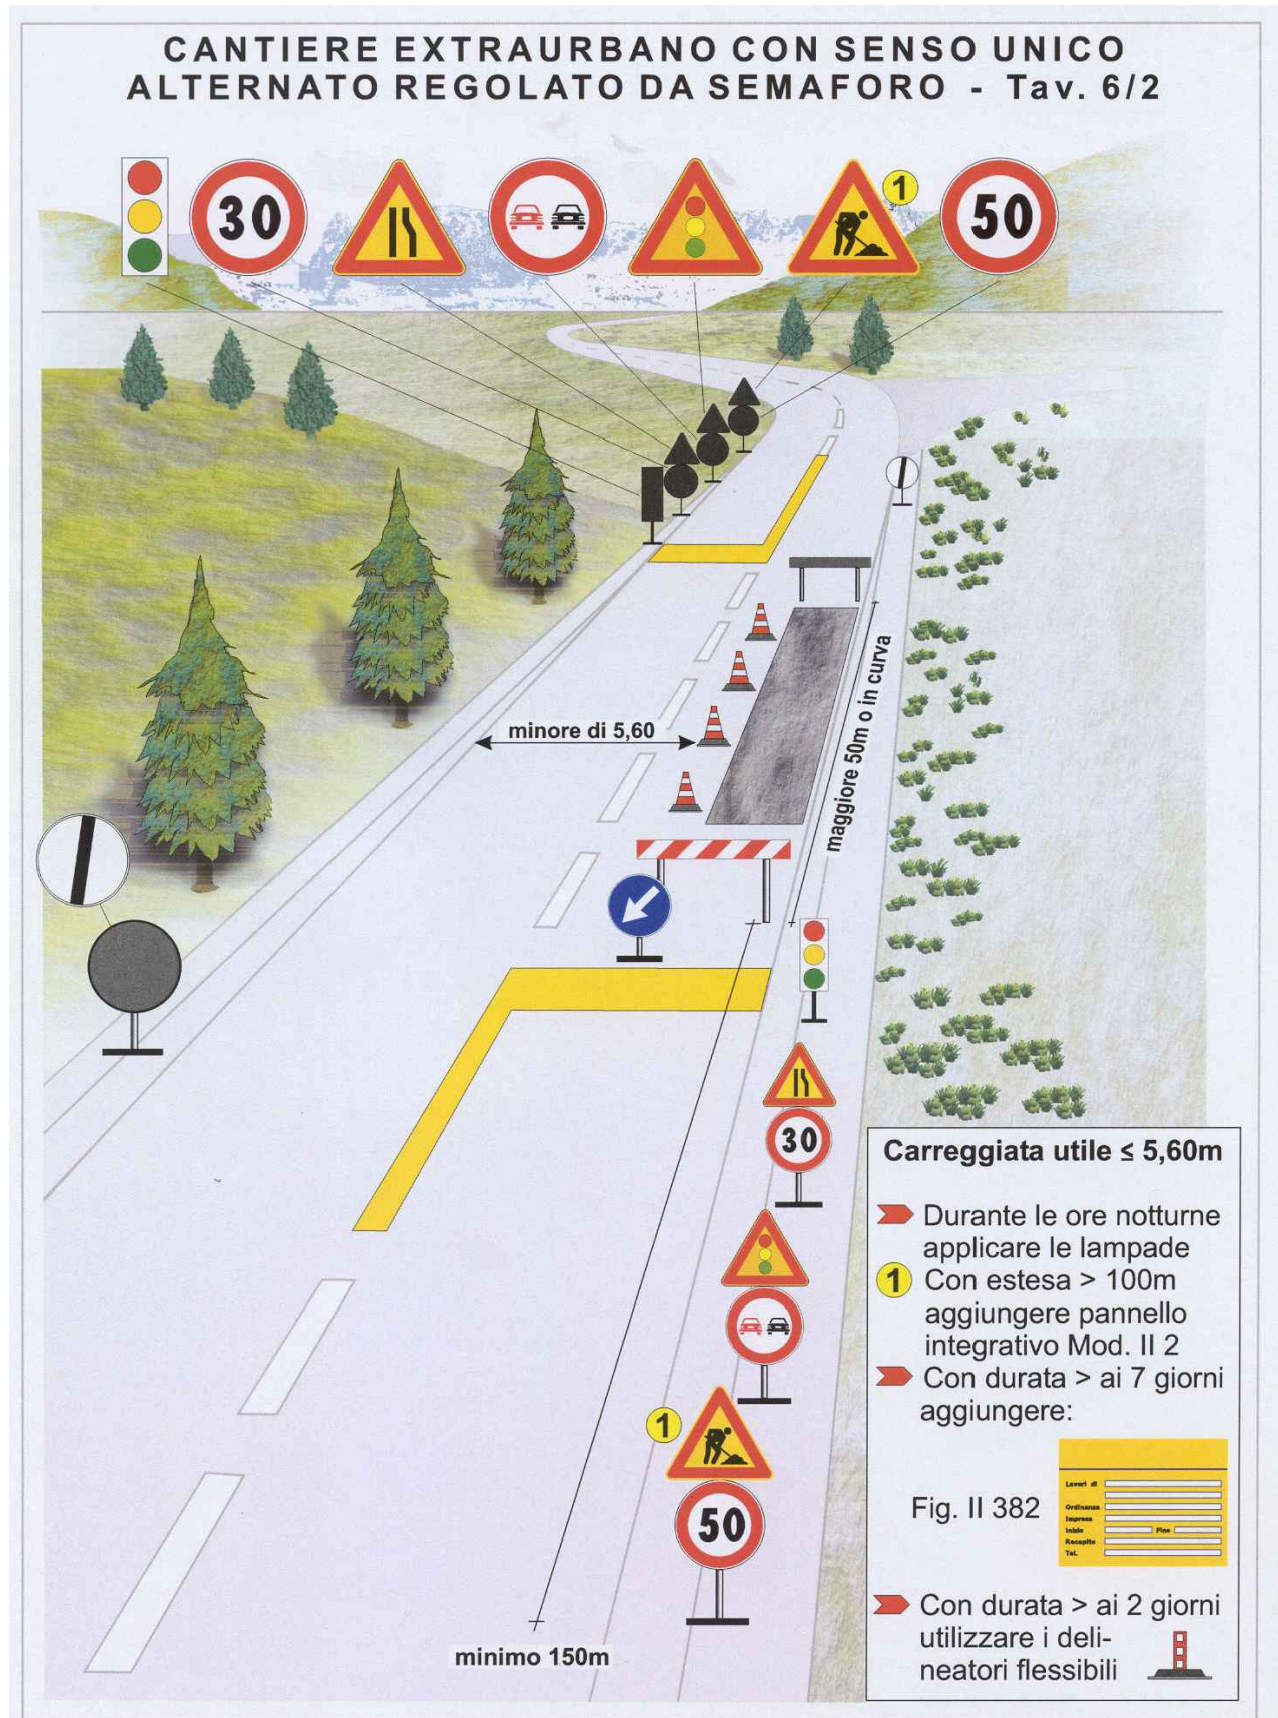 CANTIERE EXTRAURBANO CON SENSO UNICO
ALTERNATO REGOLATO DA SEMAFORO - Tav. 6/2
30
1
50
minore di 5,60
maggiore 50m o in curva
30
1
50
minimo 150m
Carreggiata utile ≤ 5,60m
Durante le ore notturne
applicare le lampade
1 Con estesa > 100m
aggiungere pannello
integrativo Mod. II 2
Con durata > ai 7 giorni
aggiungere:
Fig. II 382
Lavori di
Ordinanza
Impresa
Inizio Fine
Recapito
Tel.
Con durata > ai 2 giorni
utilizzare i deli-
neatori flessibili